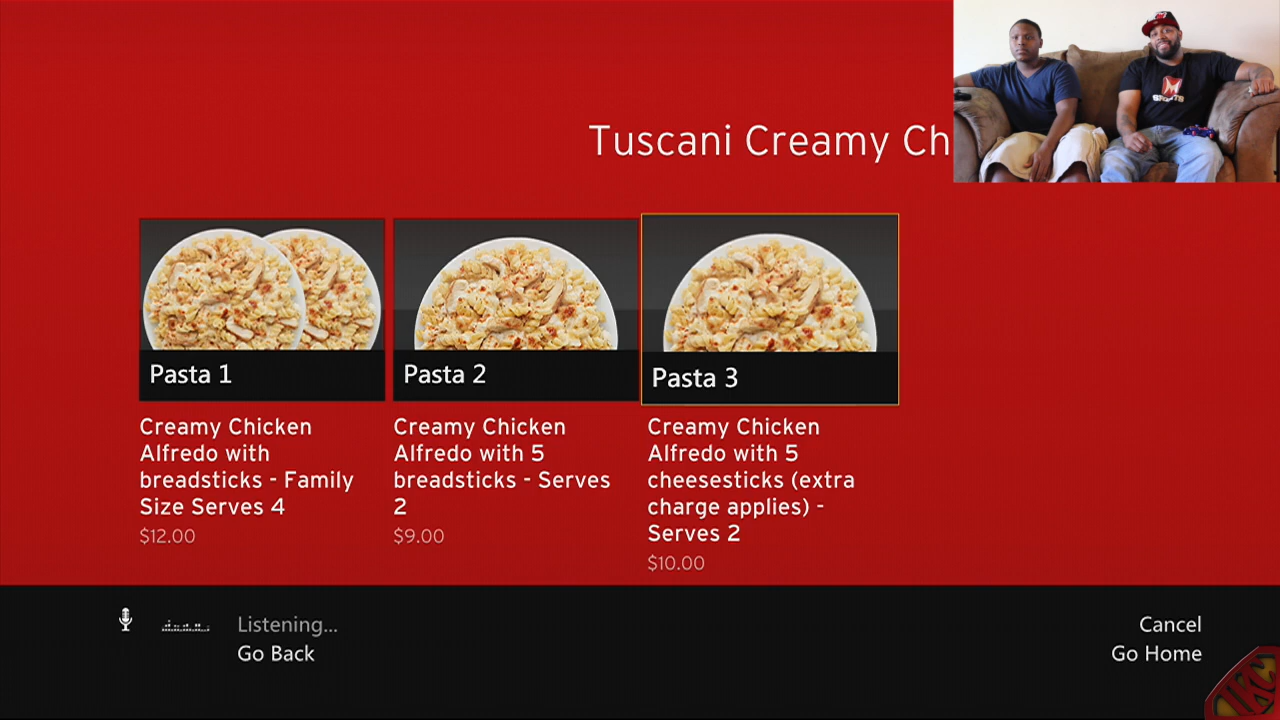 Tuscani Creamy Ch
Pasta 1
Creamy Chicken
Alfredo with
breadsticks - Family
Size Serves 4
$12.00
Pasta 2
Creamy Chicken
Alfredo with 5
breadsticks - Serves
2
$9.00
Pasta 3
Creamy Chicken
Alfredo with 5
cheesesticks (extra
charge applies) -
Serves 2
$10.00
Listening...
Go Back
Cancel
Go Home